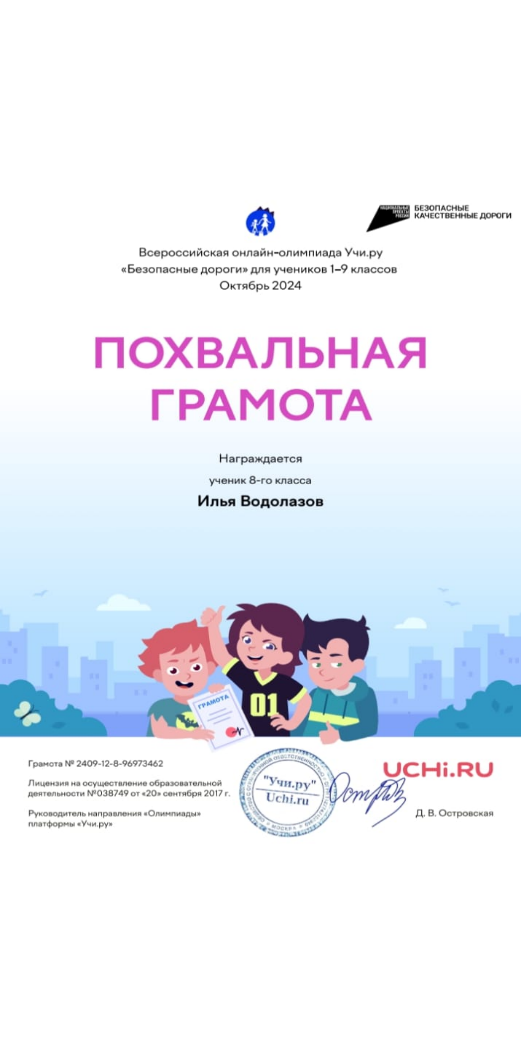 НАЦИОНАЛЬНЫЕ
ПРОЕКТЫ
РОССИИ
БЕЗОПАСНЫЕ
КАЧЕСТВЕННЫЕ ДОРОГИ
Всероссийская онлайн-олимпиада Учи.ру
«Безопасные дороги» для учеников 1–9 классов
Октябрь 2024
ПОХВАЛЬНАЯ
ГРАМОТА
Награждается
ученик 8-го класса
Илья Водолазов
ГРАМОТА
01
Грамота № 2409-12-8-96973462
Лицензия на осуществление образовательной
деятельности №038749 от «20» сентября 2017 г.
Руководитель направления «Олимпиады»
платформы «Учи.ру»
"Учи.ру"
Uchi.ru
МОСКВА
UCHi.RU
Д. В. Островская